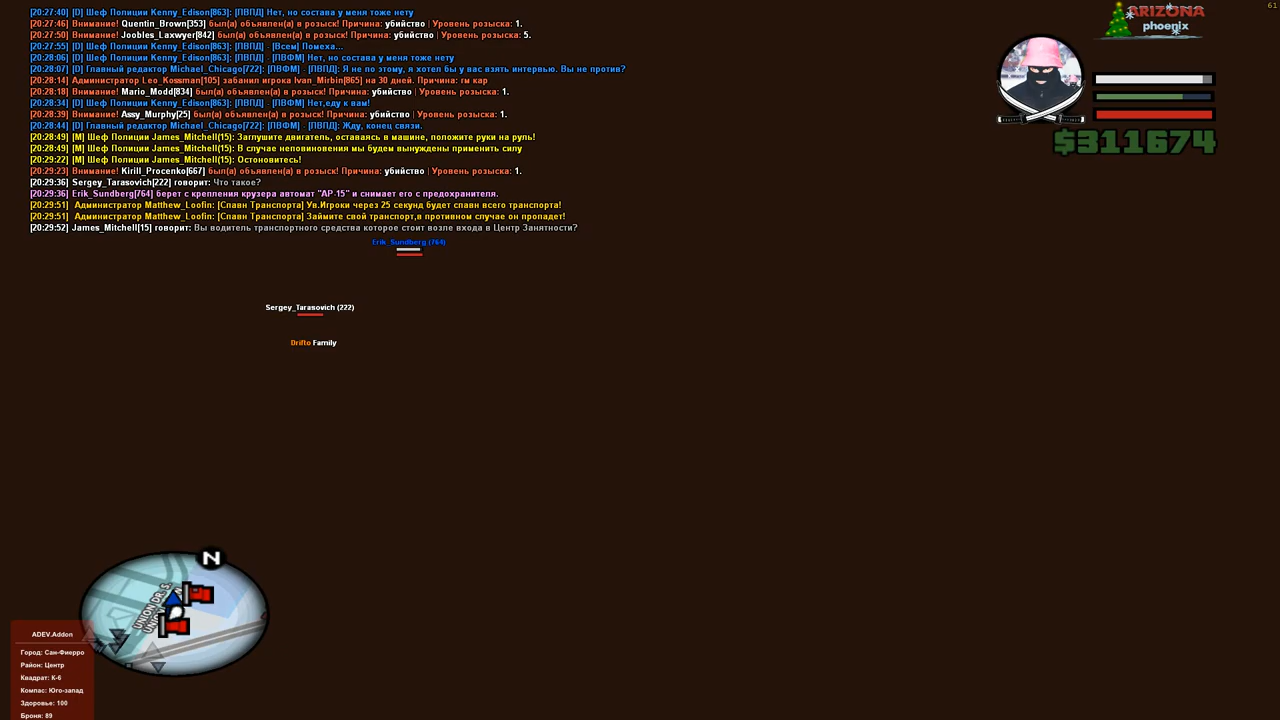 [20:27:40] [D] Шеф Полиции Kenny_Edison[863]: [ПВПД] Нет, но состава у меня тоже нету
[20:27:46] Внимание! Quentin_Brown[353] был(а) объявлен(а) в розыск! Причина: убийство | Уровень розыска: 1.
[20:27:50] Внимание! Joobles_Laxwyer[842] был(а) объявлен(а) в розыск! Причина: убийство | Уровень розыска: 5.
[20:27:55] [D] Шеф Полиции Kenny_Edison[863]: [ПВПД] - [Всем] Помеха...
[20:28:06] [D] Шеф Полиции Kenny_Edison[863]: [ПВПД] - [ПВФМ] Нет, но состава у меня тоже нету
[20:28:07] [D] Главный редактор Michael_Chicago[722]: [ПВФМ] - [ПВПД]: Я не по этому, я хотел бы у вас взять интервью. Вы не против?
[20:28:14] Администратор Leo_Kossman[105] забанил игрока Ivan_Mirbin[865] на 30 дней. Причина: гм кар
[20:28:18] Внимание! Mario_Modd[834] был(а) объявлен(а) в розыск! Причина: убийство | Уровень розыска: 1.
[20:28:34] [D] Шеф Полиции Kenny_Edison[863]: [ПВПД] - [ПВФМ] Нет,еду к вам!
[20:28:39] Внимание! Assy_Murphy[25] был(а) объявлен(а) в розыск! Причина: убийство | Уровень розыска: 1.
[20:28:44] [D] Главный редактор Michael_Chicago[722]: [ПВФМ] - [ПВПД]: Жду, конец связи.
[20:28:49] [M] Шеф Полиции James_Mitchell(15): Заглушите двигатель, оставаясь в машине, положите руки на руль!
[20:28:49] [M] Шеф Полиции James_Mitchell(15): В случае неповиновения мы будем вынуждены применить силу
[20:29:22] [M] Шеф Полиции James_Mitchell(15): Остоновитесь!
[20:29:23] Внимание! Kirill_Procenko[667] был(а) объявлен(а) в розыск! Причина: убийство | Уровень розыска: 1.
[20:29:36] Sergey_Tarasovich[222] говорит: Что такое?
[20:29:36] Erik_Sundberg[764] берет с крепления крузера автомат "AP.15" и снимает его с предохранителя.
[20:29:51] Администратор Matthew_Loofin: [Спавн Транспорта] Ув.Игроки через 25 секунд будет спавн всего транспорта!
[20:29:51] Администратор Matthew_Loofin: [Спавн Транспорта] Займите свой транспорт,в противном случае он пропадет!
[20:29:52] James_Mitchell[15] говорит: Вы водитель транспортного средства которое стоит возле входа в Центр Занятности?
61
ARIZONA
phoenix
$311674
Erik_Sundberg (764)
Sergey_Tarasovich (222)
Drifto Family
N
UNION DR. S.
ADEV.Addon
Город: Сан-Фиерро
Район: Центр
Квадрат: К-6
Компас: Юго-запад
Здоровье: 100
Броня: 89